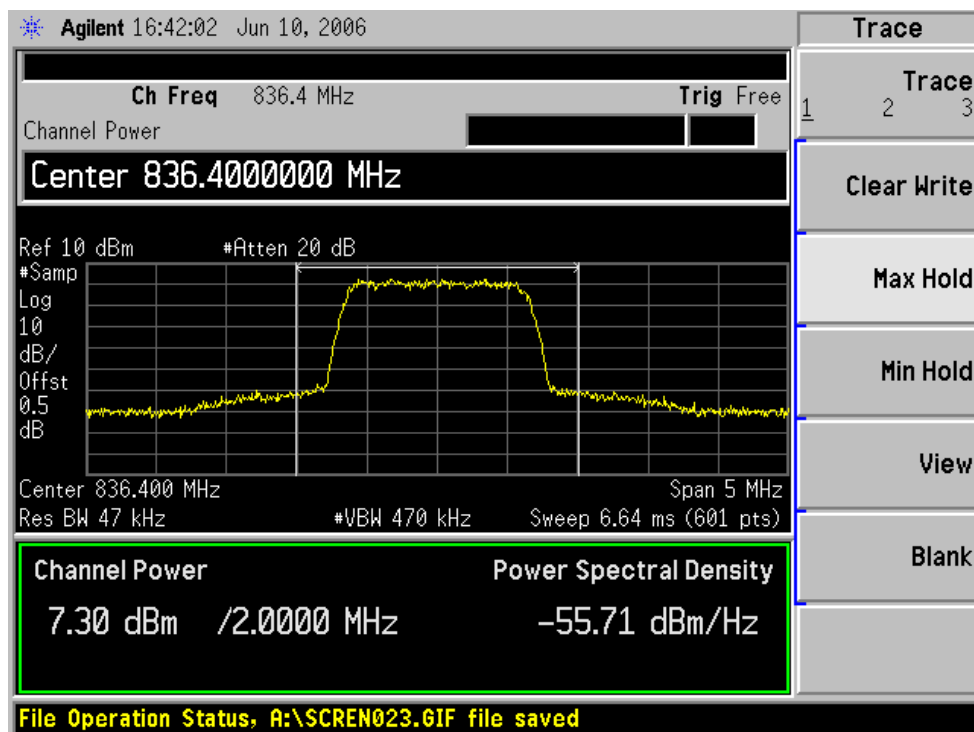 Agilent 16:42:02 Jun 10, 2006
Trace
Ch Freq 836.4 MHz Trig Free
Channel Power
Center 836.4000000 MHz
Ref 10 dBm #Atten 20 dB
#Samp
Log
10
dB/
Offst
0.5
dB
Center 836.400 MHz Span 5 MHz
Res BW 47 kHz #VBW 470 kHz Sweep 6.64 ms (601 pts)
Channel Power Power Spectral Density
7.30 dBm /2.0000 MHz -55.71 dBm/Hz
File Operation Status, A:\SCREN023.GIF file saved
Trace
1 2 3
Clear Write
Max Hold
Min Hold
View
Blank